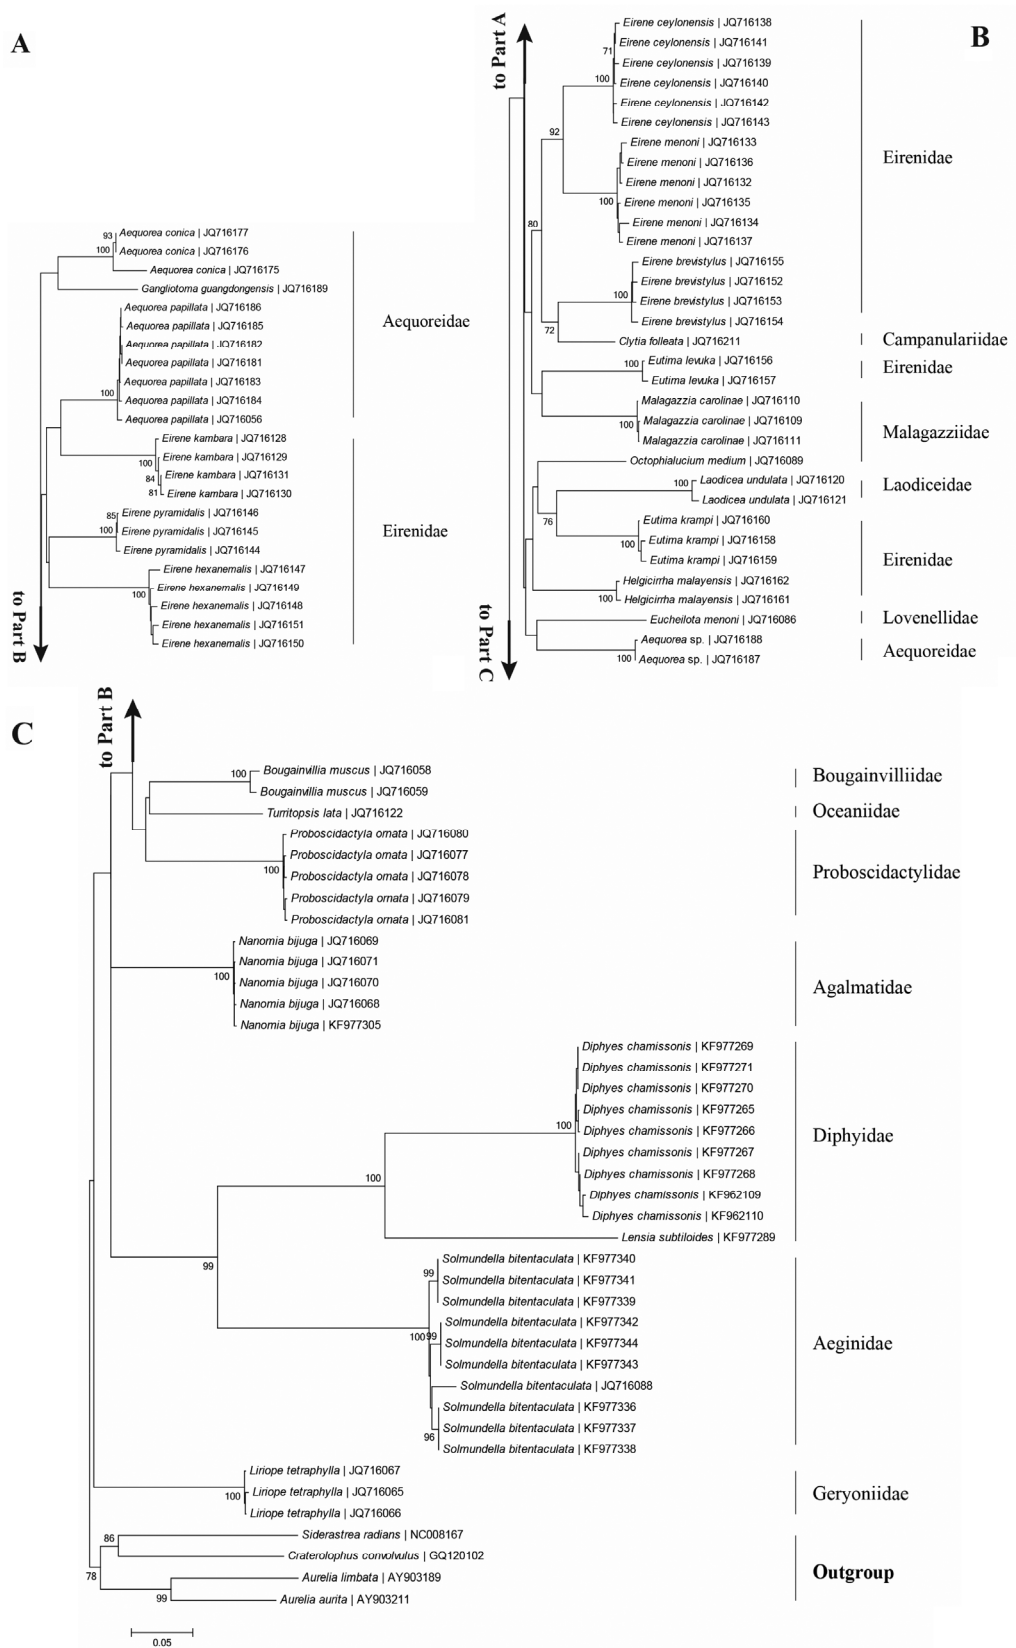 A
93
100
Aequorea conica | JQ716177
Aequorea conica | JQ716176
Aequorea conica | JQ716175
Gangliotoma guangdongensis | JQ716189
Aequorea papillata | JQ716186
Aequorea papillata | JQ716185
Aequorea papillata | JQ716182
Aequorea papillata | JQ716181
Aequorea papillata | JQ716183
100
Aequorea papillata | JQ716184
Aequorea papillata | JQ716056
Aequoreidae
Eirene kambara | JQ716128
Eirene kambara | JQ716129
100
Eirene kambara | JQ716131
84
81
Eirene kambara | JQ716130
85
Eirene pyramidalis | JQ716146
100
Eirene pyramidalis | JQ716145
Eirene pyramidalis | JQ716144
Eirene hexanemalis | JQ716147
Eirene hexanemalis | JQ716149
100
Eirene hexanemalis | JQ716148
Eirene hexanemalis | JQ716151
Eirene hexanemalis | JQ716150
Eirenidae
to Part B
to Part A
B
Eirene ceylonensis | JQ716138
Eirene ceylonensis | JQ716141
71
Eirene ceylonensis | JQ716139
100
Eirene ceylonensis | JQ716140
Eirene ceylonensis | JQ716142
Eirene ceylonensis | JQ716143
92
Eirene menoni | JQ716133
Eirene menoni | JQ716136
Eirene menoni | JQ716132
100
Eirene menoni | JQ716135
Eirene menoni | JQ716134
Eirene menoni | JQ716137
80
Eirene brevistylus | JQ716155
Eirene brevistylus | JQ716152
100
Eirene brevistylus | JQ716153
Eirene brevistylus | JQ716154
Eirenidae
72
Clytia folleata | JQ716211
Campanulariidae
100
Eutima levuka | JQ716156
Eutima levuka | JQ716157
Eirenidae
Malagazzia carolinae | JQ716110
100
Malagazzia carolinae | JQ716109
Malagazzia carolinae | JQ716111
Octophialucium medium | JQ716089
Malagazziidae
100
Laodicea undulata | JQ716120
Laodicea undulata | JQ716121
Laodiceidae
76
Eutima krampi | JQ716160
100
Eutima krampi | JQ716158
Eutima krampi | JQ716159
Helgicirrha malayensis | JQ716162
100
Helgicirrha malayensis | JQ716161
Eirenidae
Eucheilota menoni | JQ716086
Lovenellidae
Aequorea sp. | JQ716188
100
Aequorea sp. | JQ716187
Aequoreidae
to Part C
C
to Part B
100
Bougainvillia muscus | JQ716058
Bougainvillia muscus | JQ716059
Bougainvilliidae
Turritopsis lata | JQ716122
Oceaniidae
Proboscidactyla ornata | JQ716080
Proboscidactyla ornata | JQ716077
100
Proboscidactyla ornata | JQ716078
Proboscidactyla ornata | JQ716079
Proboscidactyla ornata | JQ716081
Proboscidactylidae
Nanomia bijuga | JQ716069
Nanomia bijuga | JQ716071
100
Nanomia bijuga | JQ716070
Nanomia bijuga | JQ716068
Nanomia bijuga | KF977305
Agalmatidae
Diphyes chamissonis | KF977269
Diphyes chamissonis | KF977271
Diphyes chamissonis | KF977270
Diphyes chamissonis | KF977265
100
Diphyes chamissonis | KF977266
Diphyes chamissonis | KF977267
Diphyes chamissonis | KF977268
Diphyes chamissonis | KF962109
Diphyes chamissonis | KF962110
100
Lensia subtiloides | KF977289
Diphyidae
99
Solmundella bitentaculata | KF977340
99
Solmundella bitentaculata | KF977341
Solmundella bitentaculata | KF977339
Solmundella bitentaculata | KF977342
100
99
Solmundella bitentaculata | KF977344
Solmundella bitentaculata | KF977343
Solmundella bitentaculata | JQ716088
Solmundella bitentaculata | KF977336
Solmundella bitentaculata | KF977337
96
Solmundella bitentaculata | KF977338
Aeginidae
Liriope tetraphylla | JQ716067
100
Liriope tetraphylla | JQ716065
Liriope tetraphylla | JQ716066
Geryoniidae
86
Siderastrea radians | NC008167
Craterolophus convolvulus | GQ120102
78
Aurelia limbata | AY903189
99
Aurelia aurita | AY903211
Outgroup
0.05